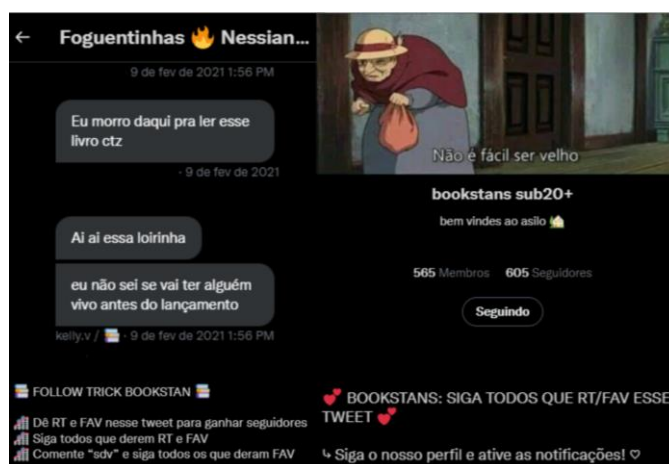 Foguentinhas 🔥 Nessian...
9 de fev de 2021 1:56 PM
Eu morro daqui pra ler esse
livro ctz
· 9 de fev de 2021
Ai ai essa loirinha
eu não sei se vai ter alguém
vivo antes do lançamento
kelly.v / 📚 · 9 de fev de 2021 1:56 PM
Não é fácil ser velho
bookstans sub20+
bem vindes ao asilo 🏡
565 Membros 605 Seguidores
Seguindo
📚 FOLLOW TRICK BOOKSTAN 📚
Dê RT e FAV nesse tweet para ganhar seguidores
Siga todos que derem RT e FAV
Comente “sdv” e siga todos os que deram FAV
💕 BOOKSTANS: SIGA TODOS QUE RT/FAV ESSE
TWEET 💕
↳ Siga o nosso perfil e ative as notificações! ♡